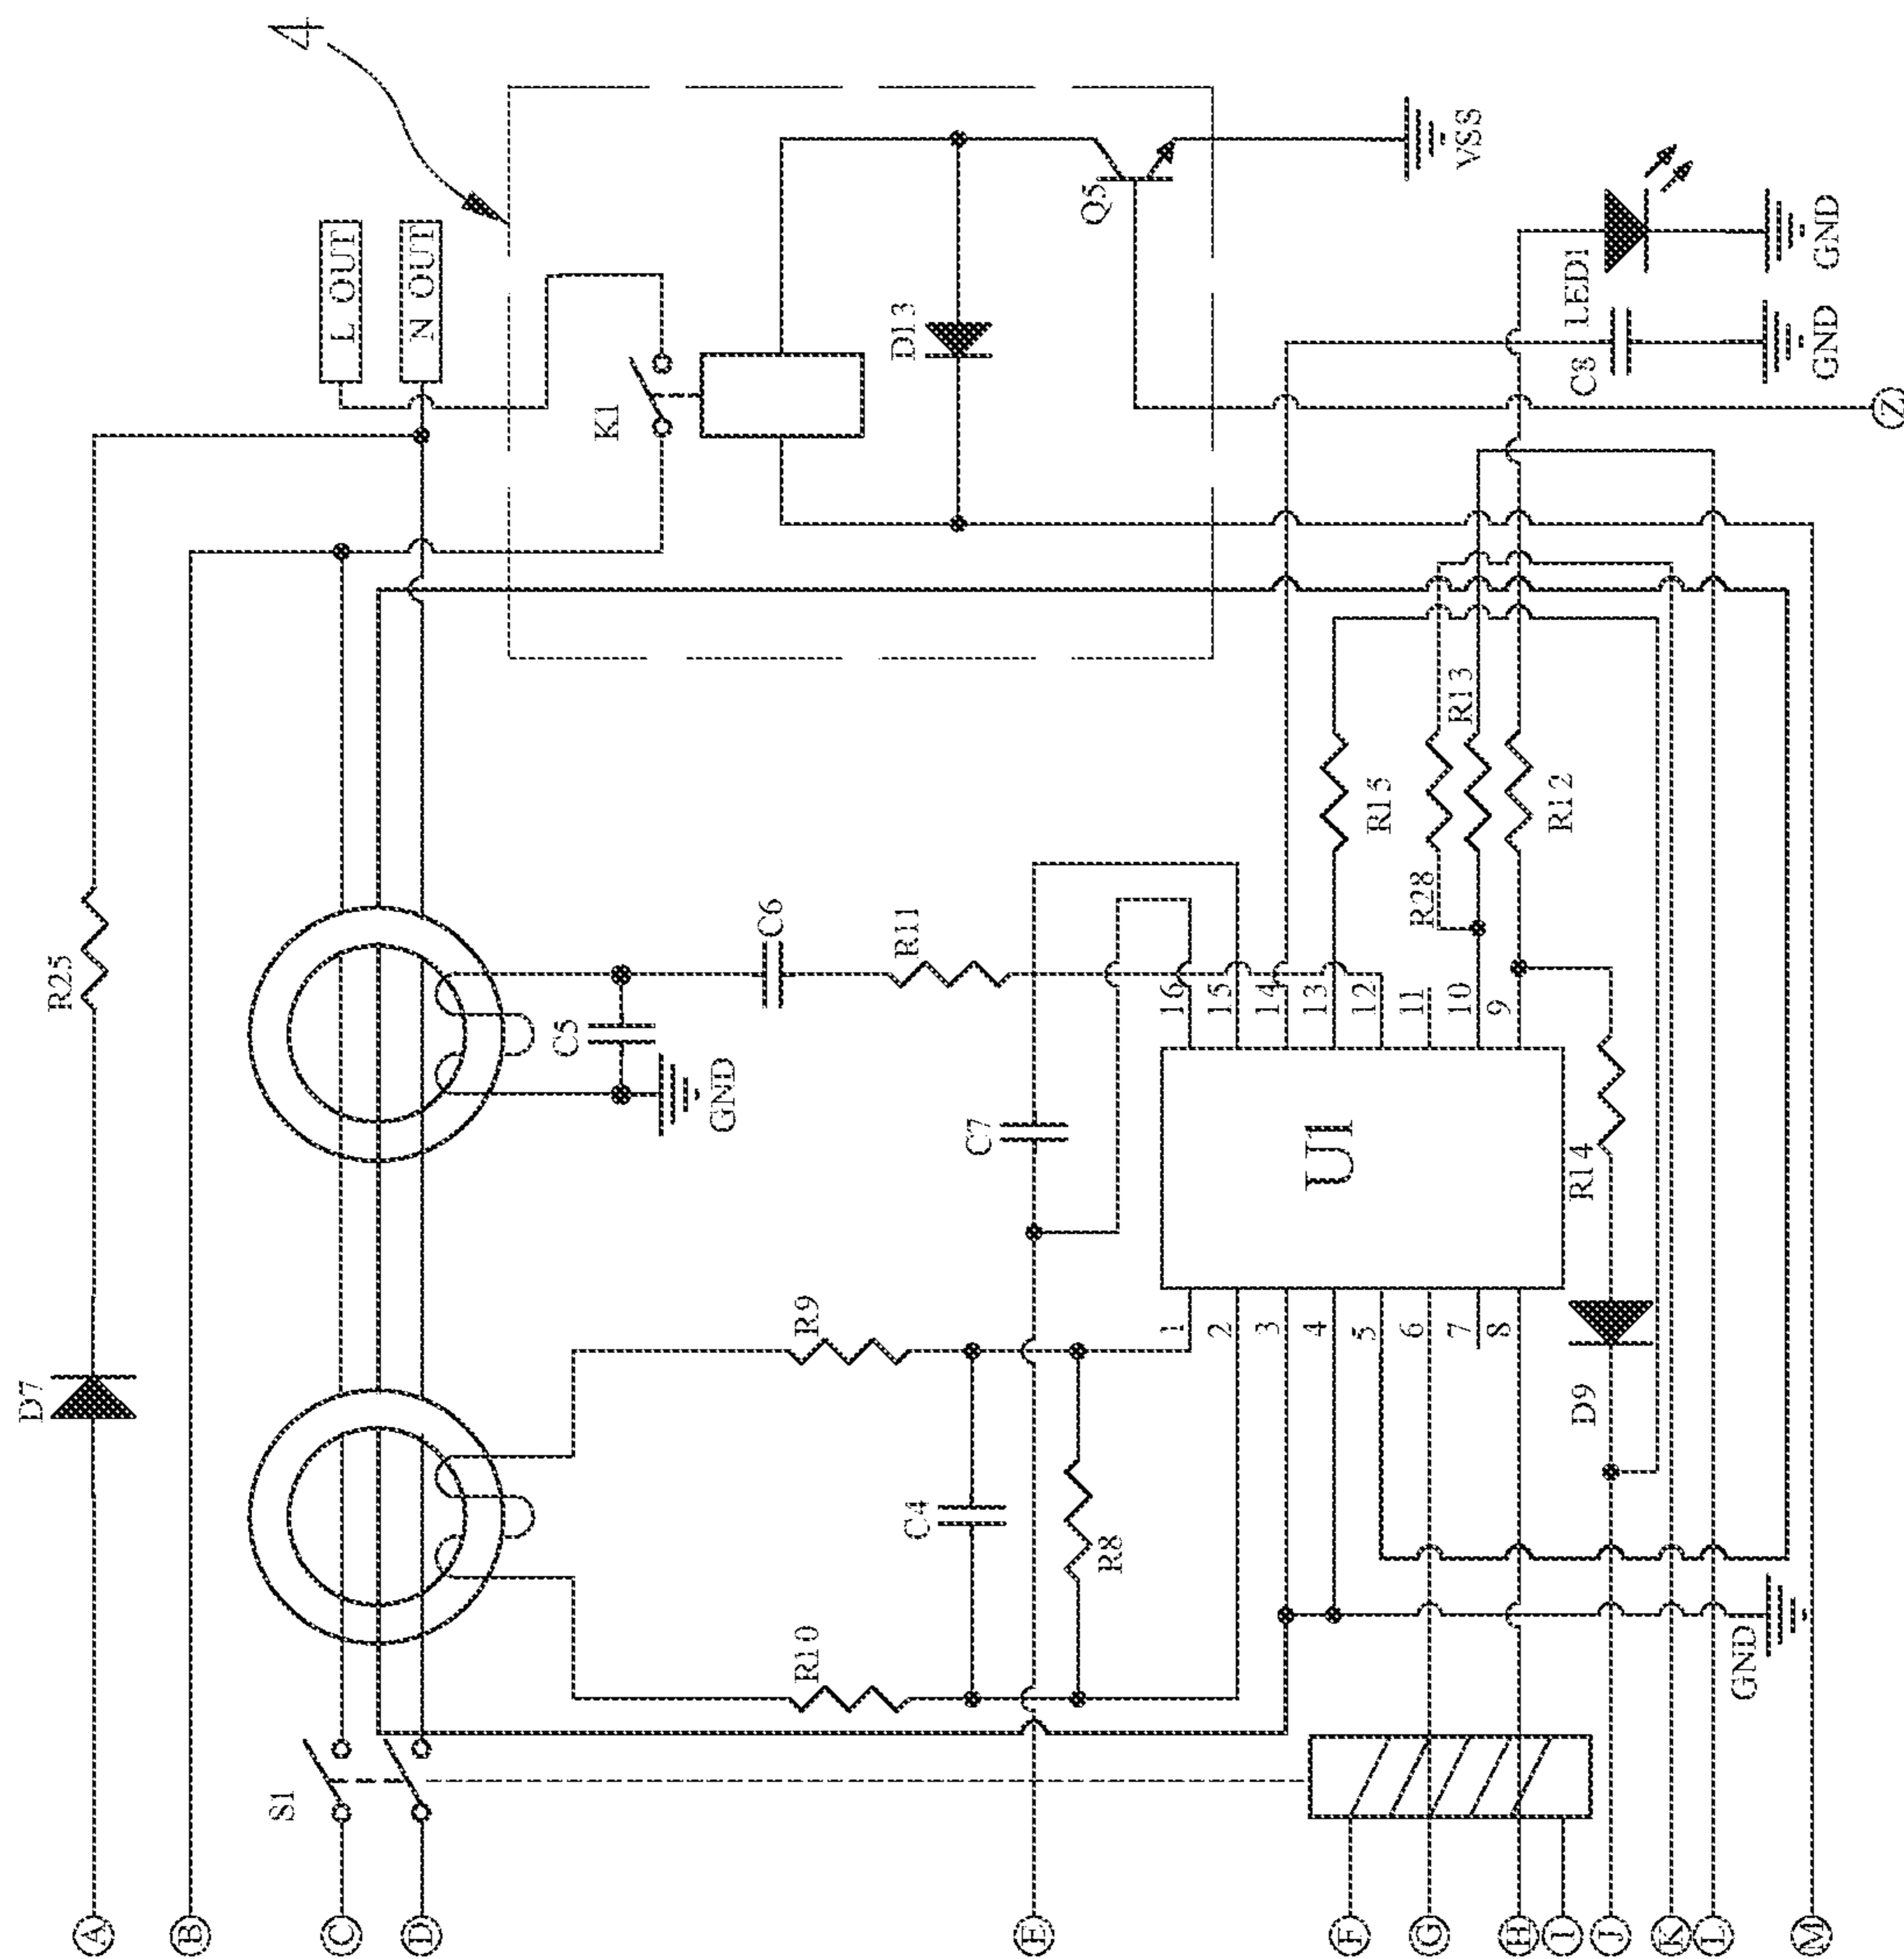 4
L OUT
N OUT
K1
D13
Q5
VSS
LED1
C8
GND
GND
Z
R25
D7
C6
R11
C5
GND
C7
R9
R10
C4
R8
S1
U1
1
2
3
4
5
6
7
8
16
15
14
13
12
11
10
9
R15
R28
R13
R12
R14
D9
GND
A
B
C
D
E
F
G
H
I
J
K
L
M